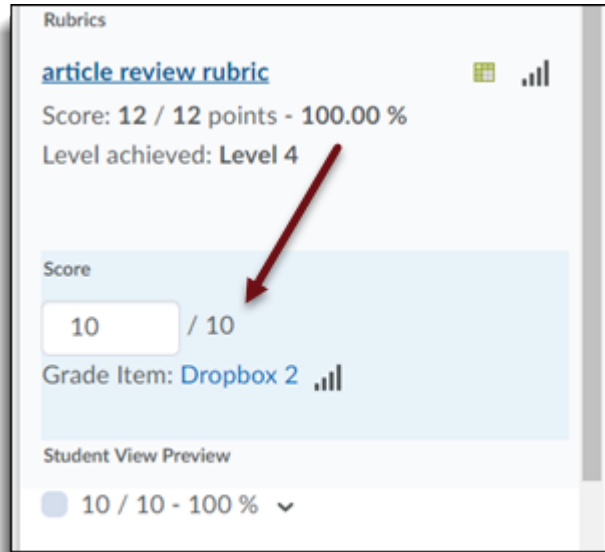 Rubrics
article review rubric
Score: 12 / 12 points - 100.00 %
Level achieved: Level 4
Score
10 / 10
Grade Item: Dropbox 2
Student View Preview
10 / 10 - 100 %